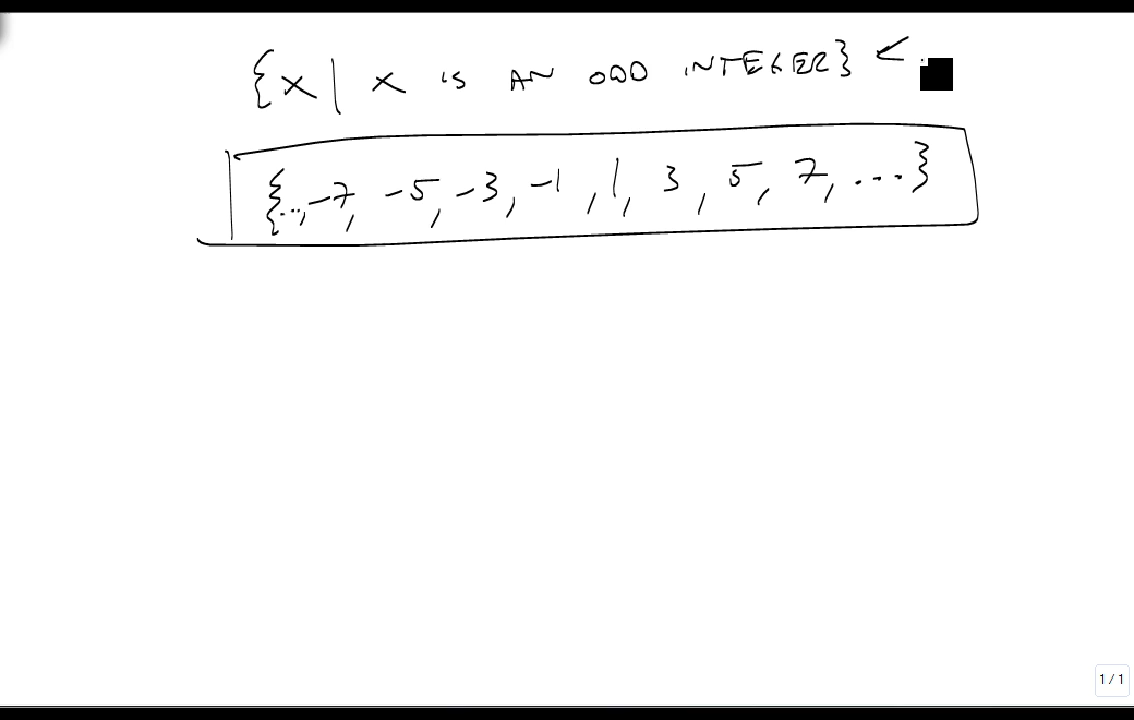 {x | x is AN ODD INTEGER} <
{..., -7, -5, -3, -1, 1, 3, 5, 7, ...}
1 / 1